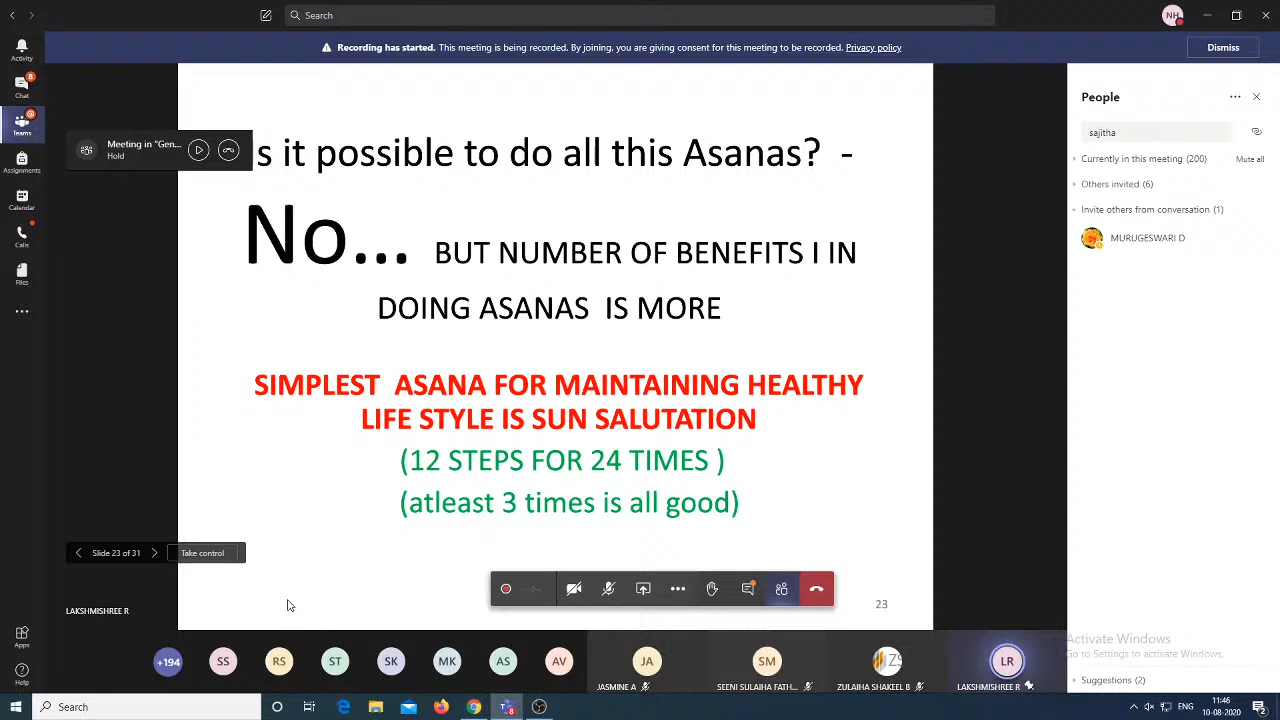 Search
NH
Recording has started. This meeting is being recorded. By joining, you are giving consent for this meeting to be recorded. Privacy policy
Dismiss
Activity
8
Chat
Teams
Assignments
Calendar
Calls
Files
Apps
Help
Meeting in "Gen...
Hold
s it possible to do all this Asanas? -
No... BUT NUMBER OF BENEFITS I IN
DOING ASANAS IS MORE
SIMPLEST ASANA FOR MAINTAINING HEALTHY
LIFE STYLE IS SUN SALUTATION
(12 STEPS FOR 24 TIMES )
(atleast 3 times is all good)
Slide 23 of 31
Take control
23
LAKSHMISHREE R
People
sajitha
Currently in this meeting (200)
Mute all
Others invited (6)
Invite others from conversation (1)
MURUGESWARI D
Activate Windows
Go to Settings to activate Windows.
Suggestions (2)
+194
SS
RS
ST
SK
MK
AS
AV
JA
JASMINE A
SM
SEENI SULAIHA FATH...
ZS
ZULAIHA SHAKEEL B
LR
LAKSHMISHREE R
Search
8
ENG
11:46
10-08-2020
2